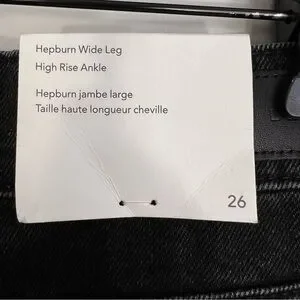 Hepburn Wide Leg
High Rise Ankle
Hepburn jambe large
Taille haute longueur cheville
26